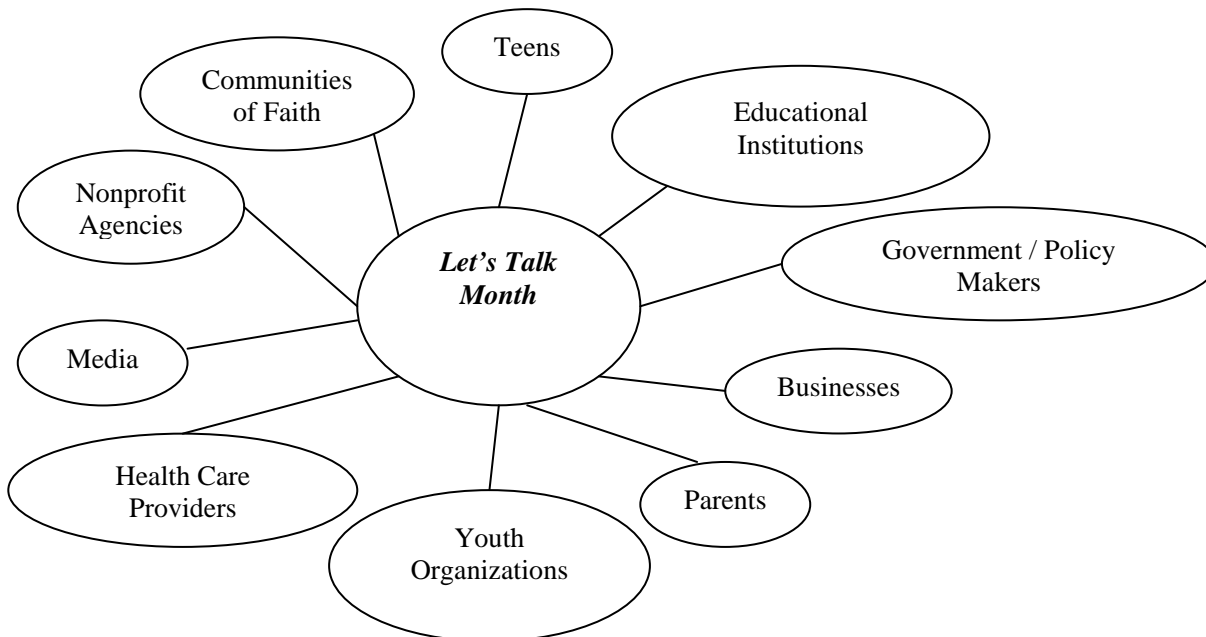 Teens
Communities
of Faith
Educational
Institutions
Nonprofit
Agencies
Let's Talk
Month
Government / Policy
Makers
Media
Businesses
Health Care
Providers
Parents
Youth
Organizations